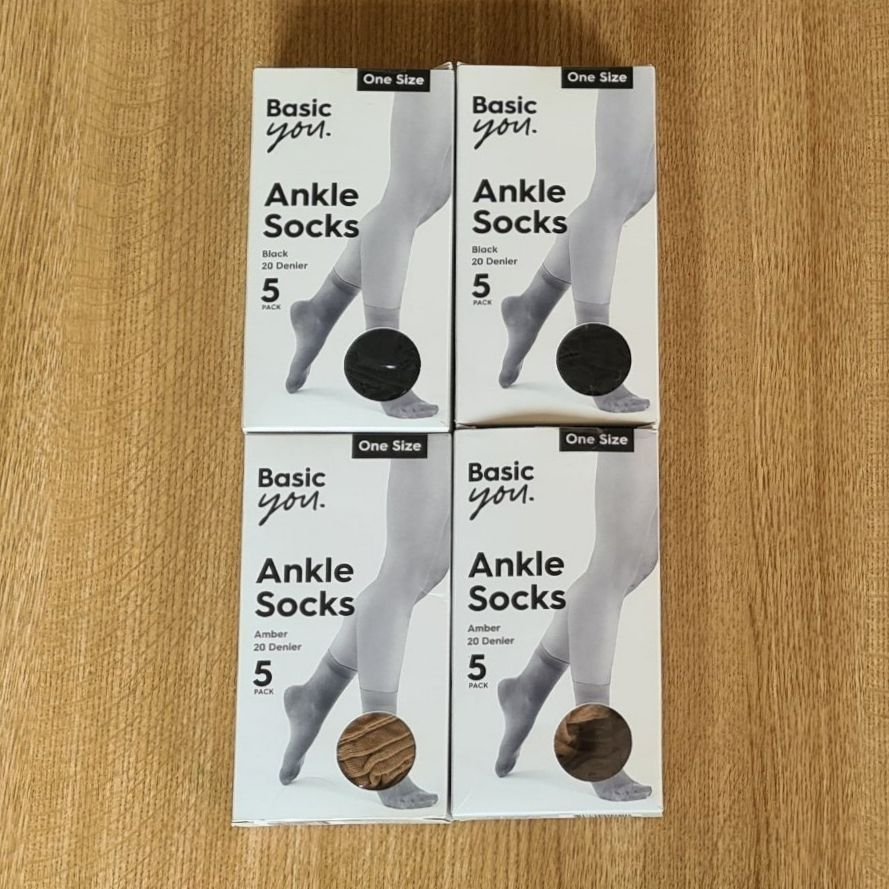 One Size
Basic
you.
Ankle
Socks
Black
20 Denier
5
PACK
One Size
Basic
you.
Ankle
Socks
Black
20 Denier
5
PACK
One Size
Basic
you.
Ankle
Socks
Amber
20 Denier
5
PACK
One Size
Basic
you.
Ankle
Socks
Amber
20 Denier
5
PACK